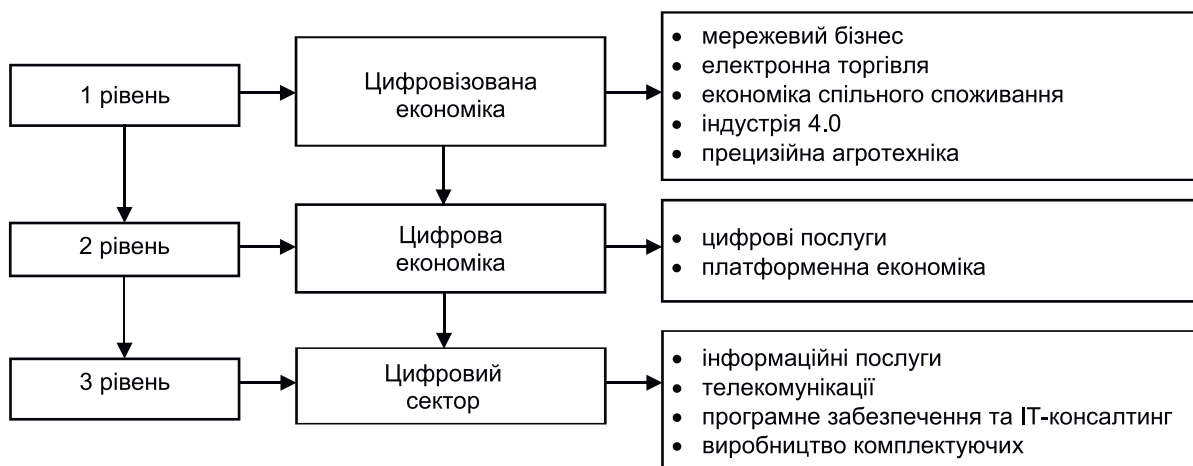 1 рівень
Цифровізована
економіка
• мережевий бізнес
• електронна торгівля
• економіка спільного споживання
• індустрія 4.0
• прецизійна агротехніка
2 рівень
Цифрова
економіка
• цифрові послуги
• платформенна економіка
3 рівень
Цифровий
сектор
• інформаційні послуги
• телекомунікації
• програмне забезпечення та ІТ-консалтинг
• виробництво комплектуючих